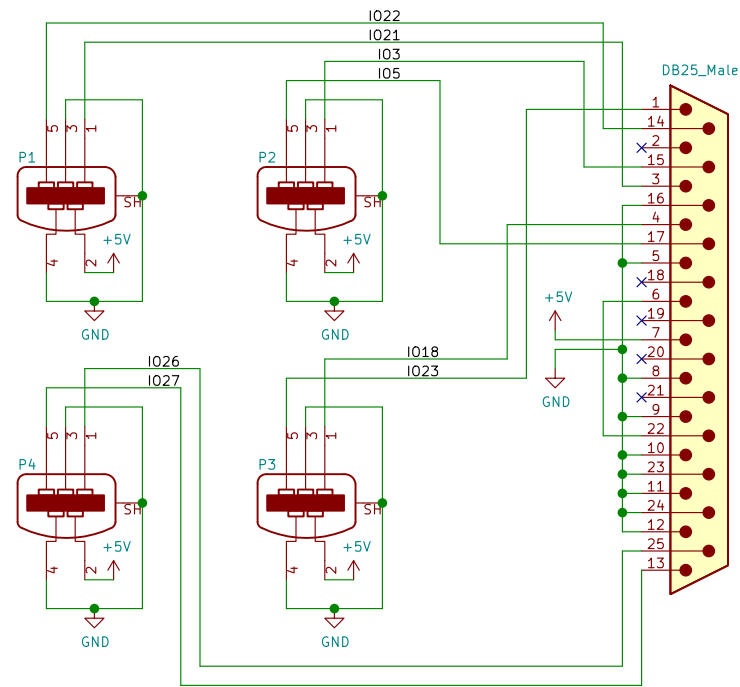 IO22
IO21
IO3
IO5
DB25_Male
P1
5
3
1
SH
4
2
+5V
GND
P2
5
3
1
SH
4
2
+5V
GND
1
14
2
15
3
16
4
17
5
18
6
19
7
20
8
21
9
22
10
23
11
24
12
25
13
+5V
GND
IO26
IO27
IO18
IO23
P4
5
3
1
SH
4
2
+5V
GND
P3
5
3
1
SH
4
2
+5V
GND